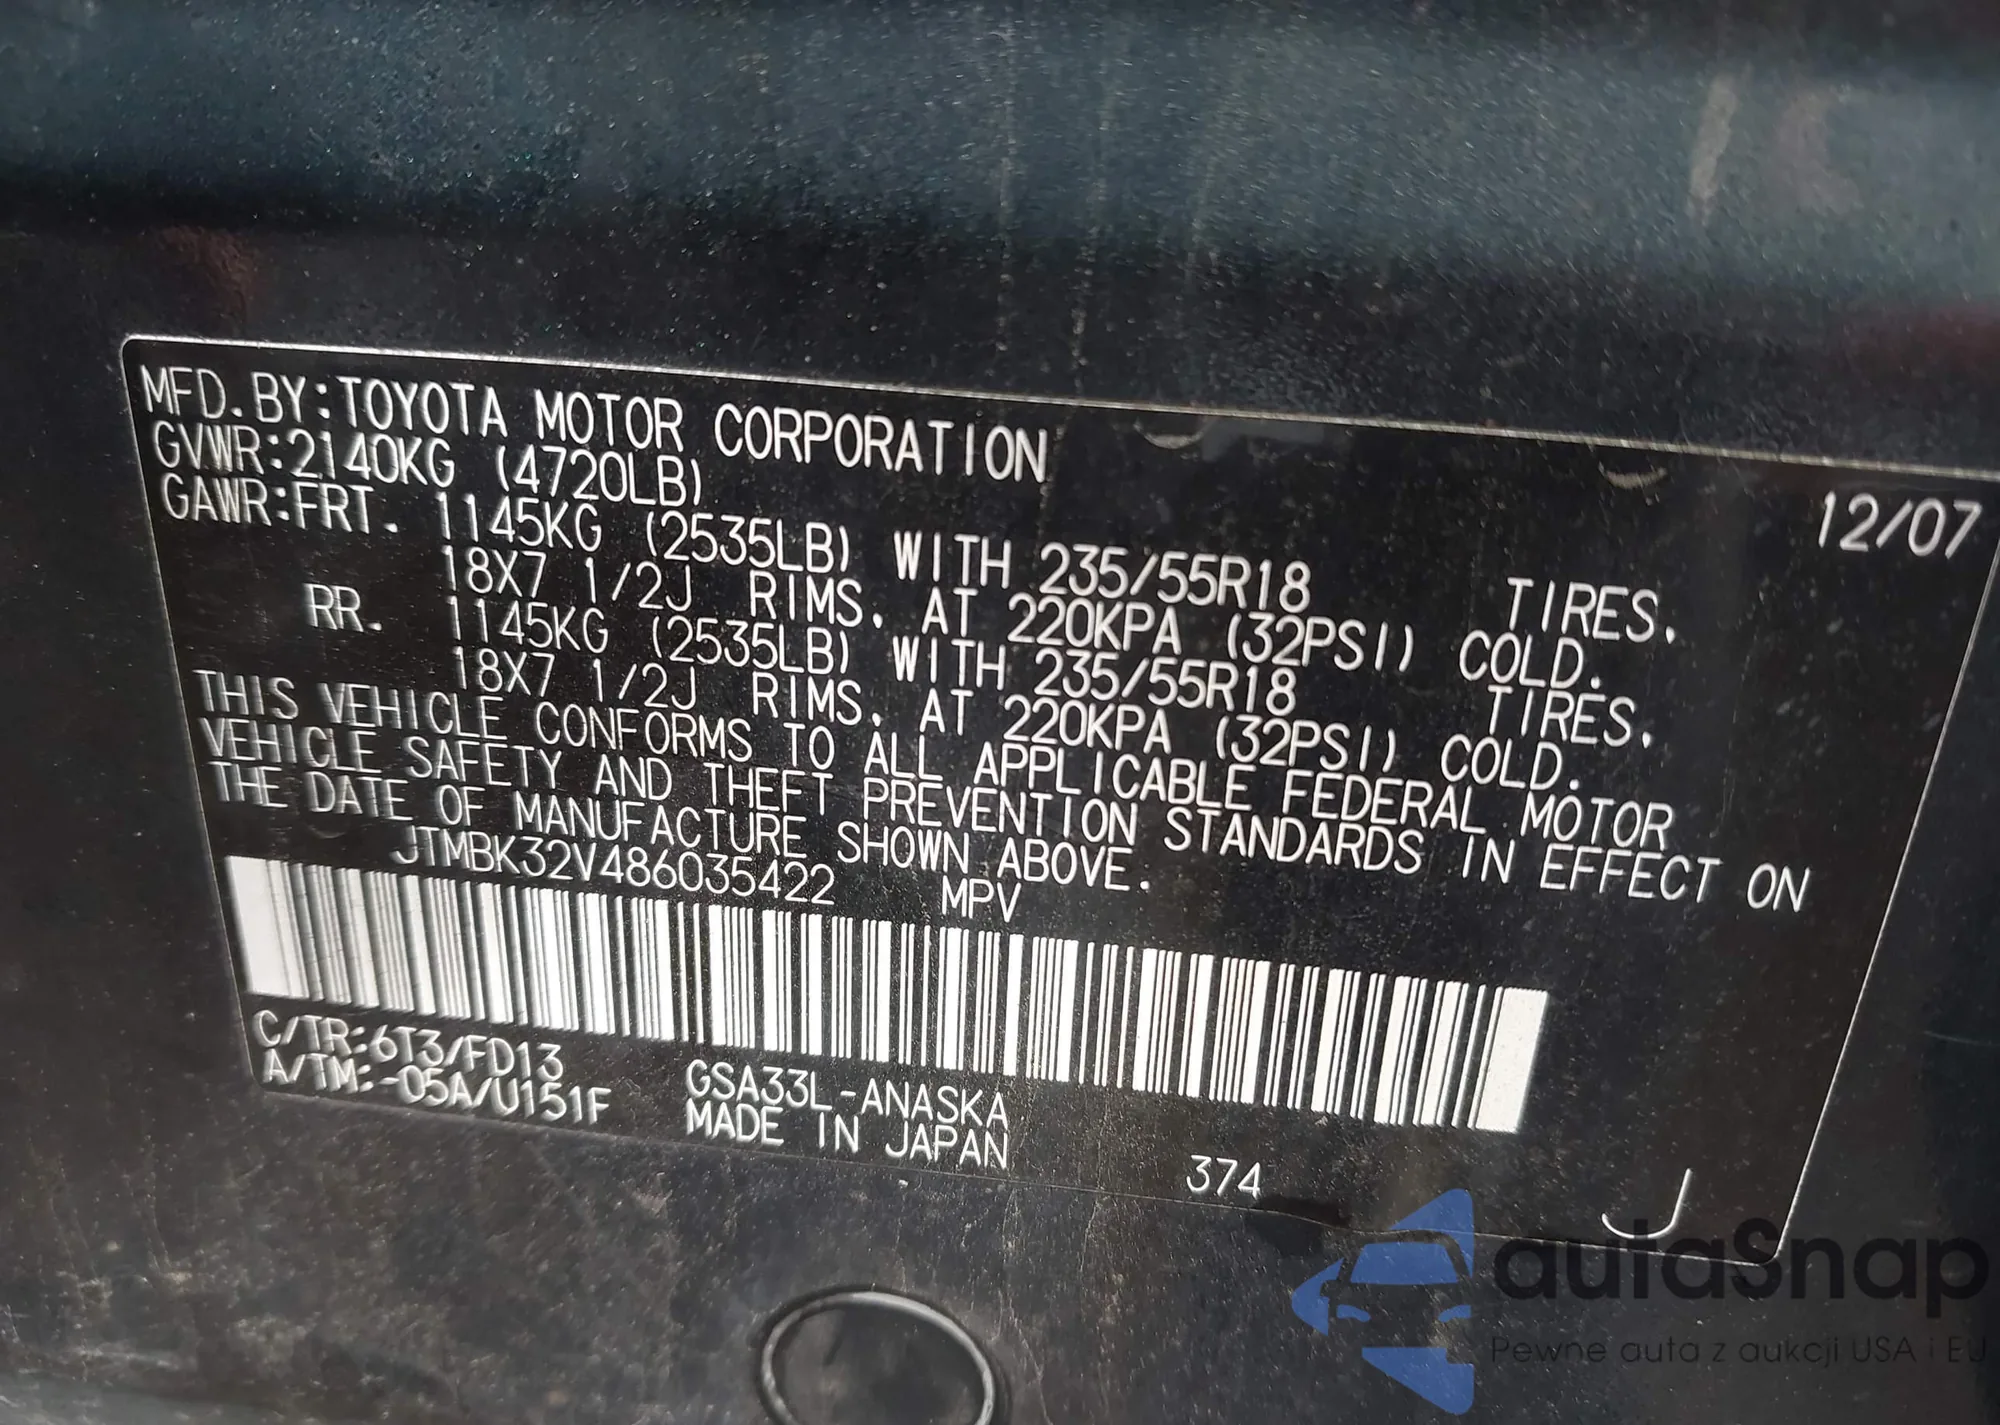 MFD.BY:TOYOTA MOTOR CORPORATION 12/07
GVWR:2140KG (4720LB)
GAWR:FRT. 1145KG (2535LB) WITH 235/55R18 TIRES.
18X7 1/2J RIMS. AT 220KPA (32PSI) COLD.
RR. 1145KG (2535LB) WITH 235/55R18 TIRES.
18X7 1/2J RIMS. AT 220KPA (32PSI) COLD.
THIS VEHICLE CONFORMS TO ALL APPLICABLE FEDERAL MOTOR
VEHICLE SAFETY AND THEFT PREVENTION STANDARDS IN EFFECT ON
THE DATE OF MANUFACTURE SHOWN ABOVE.
JTMBK32V486035422 MPV
C/TR:6T3/FD13 GSA33L-ANASKA
A/TM:-05A/U151F MADE IN JAPAN 374 J
autaSnap
Pewne auta z aukcji USA i EU